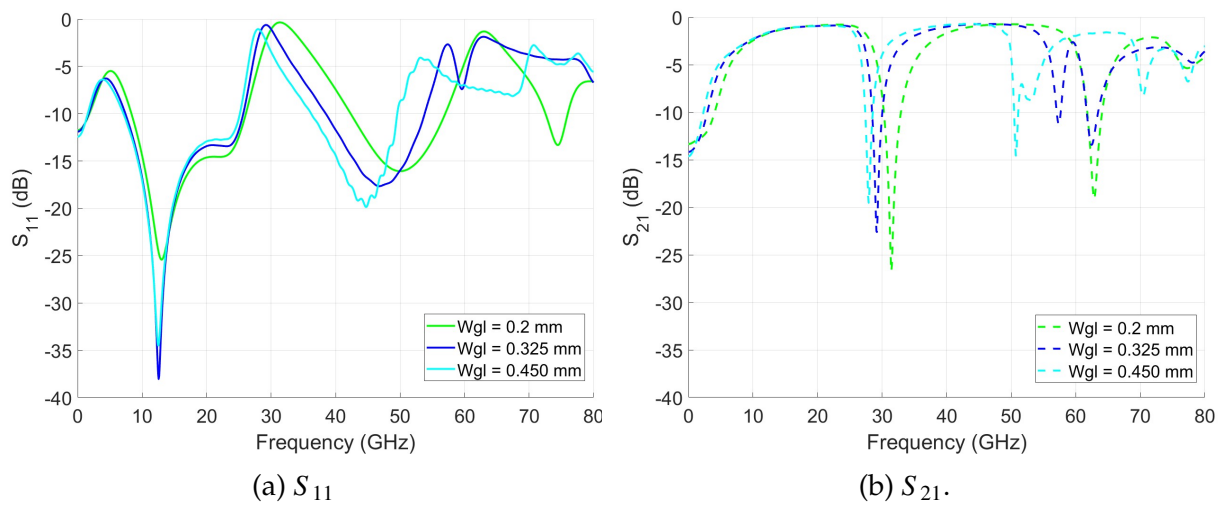 0
-5
-10
-15
-20
-25
-30
-35
-40
S11 (dB)
0 10 20 30 40 50 60 70 80
Frequency (GHz)
Wgl = 0.2 mm
Wgl = 0.325 mm
Wgl = 0.450 mm
(a) S11
0
-5
-10
-15
-20
-25
-30
-35
-40
S21 (dB)
0 10 20 30 40 50 60 70 80
Frequency (GHz)
Wgl = 0.2 mm
Wgl = 0.325 mm
Wgl = 0.450 mm
(b) S21.